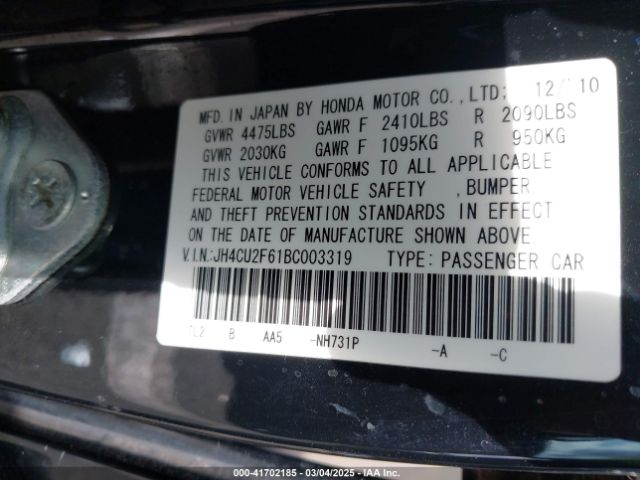 MFD. IN JAPAN BY HONDA MOTOR CO.,LTD: 12/'10
GVWR 4475LBS GAWR F 2410LBS R 2090LBS
GVWR 2030KG GAWR F 1095KG R 950KG
THIS VEHICLE CONFORMS TO ALL APPLICABLE
FEDERAL MOTOR VEHICLE SAFETY ,BUMPER
AND THEFT PREVENTION STANDARDS IN EFFECT
ON THE DATE OF MANUFACTURE SHOWN ABOVE
V.I.N.:JH4CU2F61BC003319 TYPE: PASSENGER CAR
TL2 B AA5 -NH731P -A -C
000-41702185 - 03/04/2025 - IAA Inc.